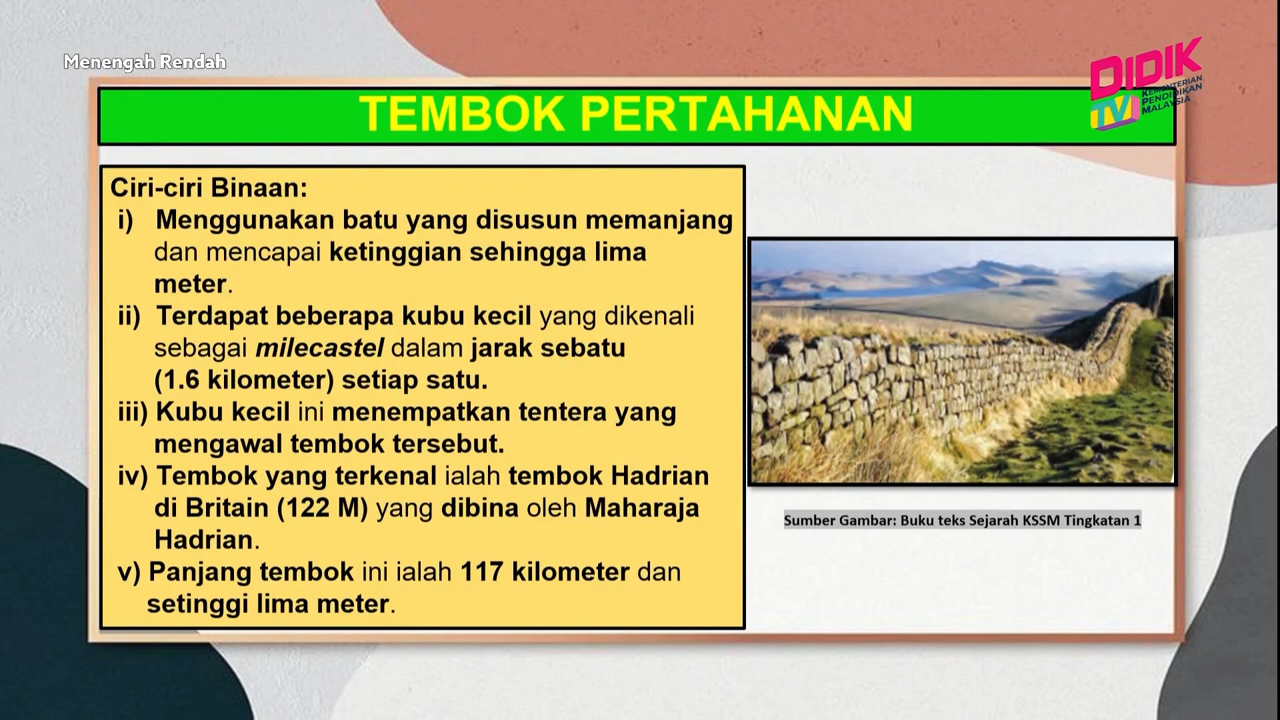 Menengah Rendah
DIDIK
TV
KEMENTERIAN
PENDIDIKAN
MALAYSIA
TEMBOK PERTAHANAN
Ciri-ciri Binaan:
i) Menggunakan batu yang disusun memanjang
dan mencapai ketinggian sehingga lima
meter.
ii) Terdapat beberapa kubu kecil yang dikenali
sebagai milecastel dalam jarak sebatu
(1.6 kilometer) setiap satu.
iii) Kubu kecil ini menempatkan tentera yang
mengawal tembok tersebut.
iv) Tembok yang terkenal ialah tembok Hadrian
di Britain (122 M) yang dibina oleh Maharaja
Hadrian.
v) Panjang tembok ini ialah 117 kilometer dan
setinggi lima meter.
Sumber Gambar: Buku teks Sejarah KSSM Tingkatan 1